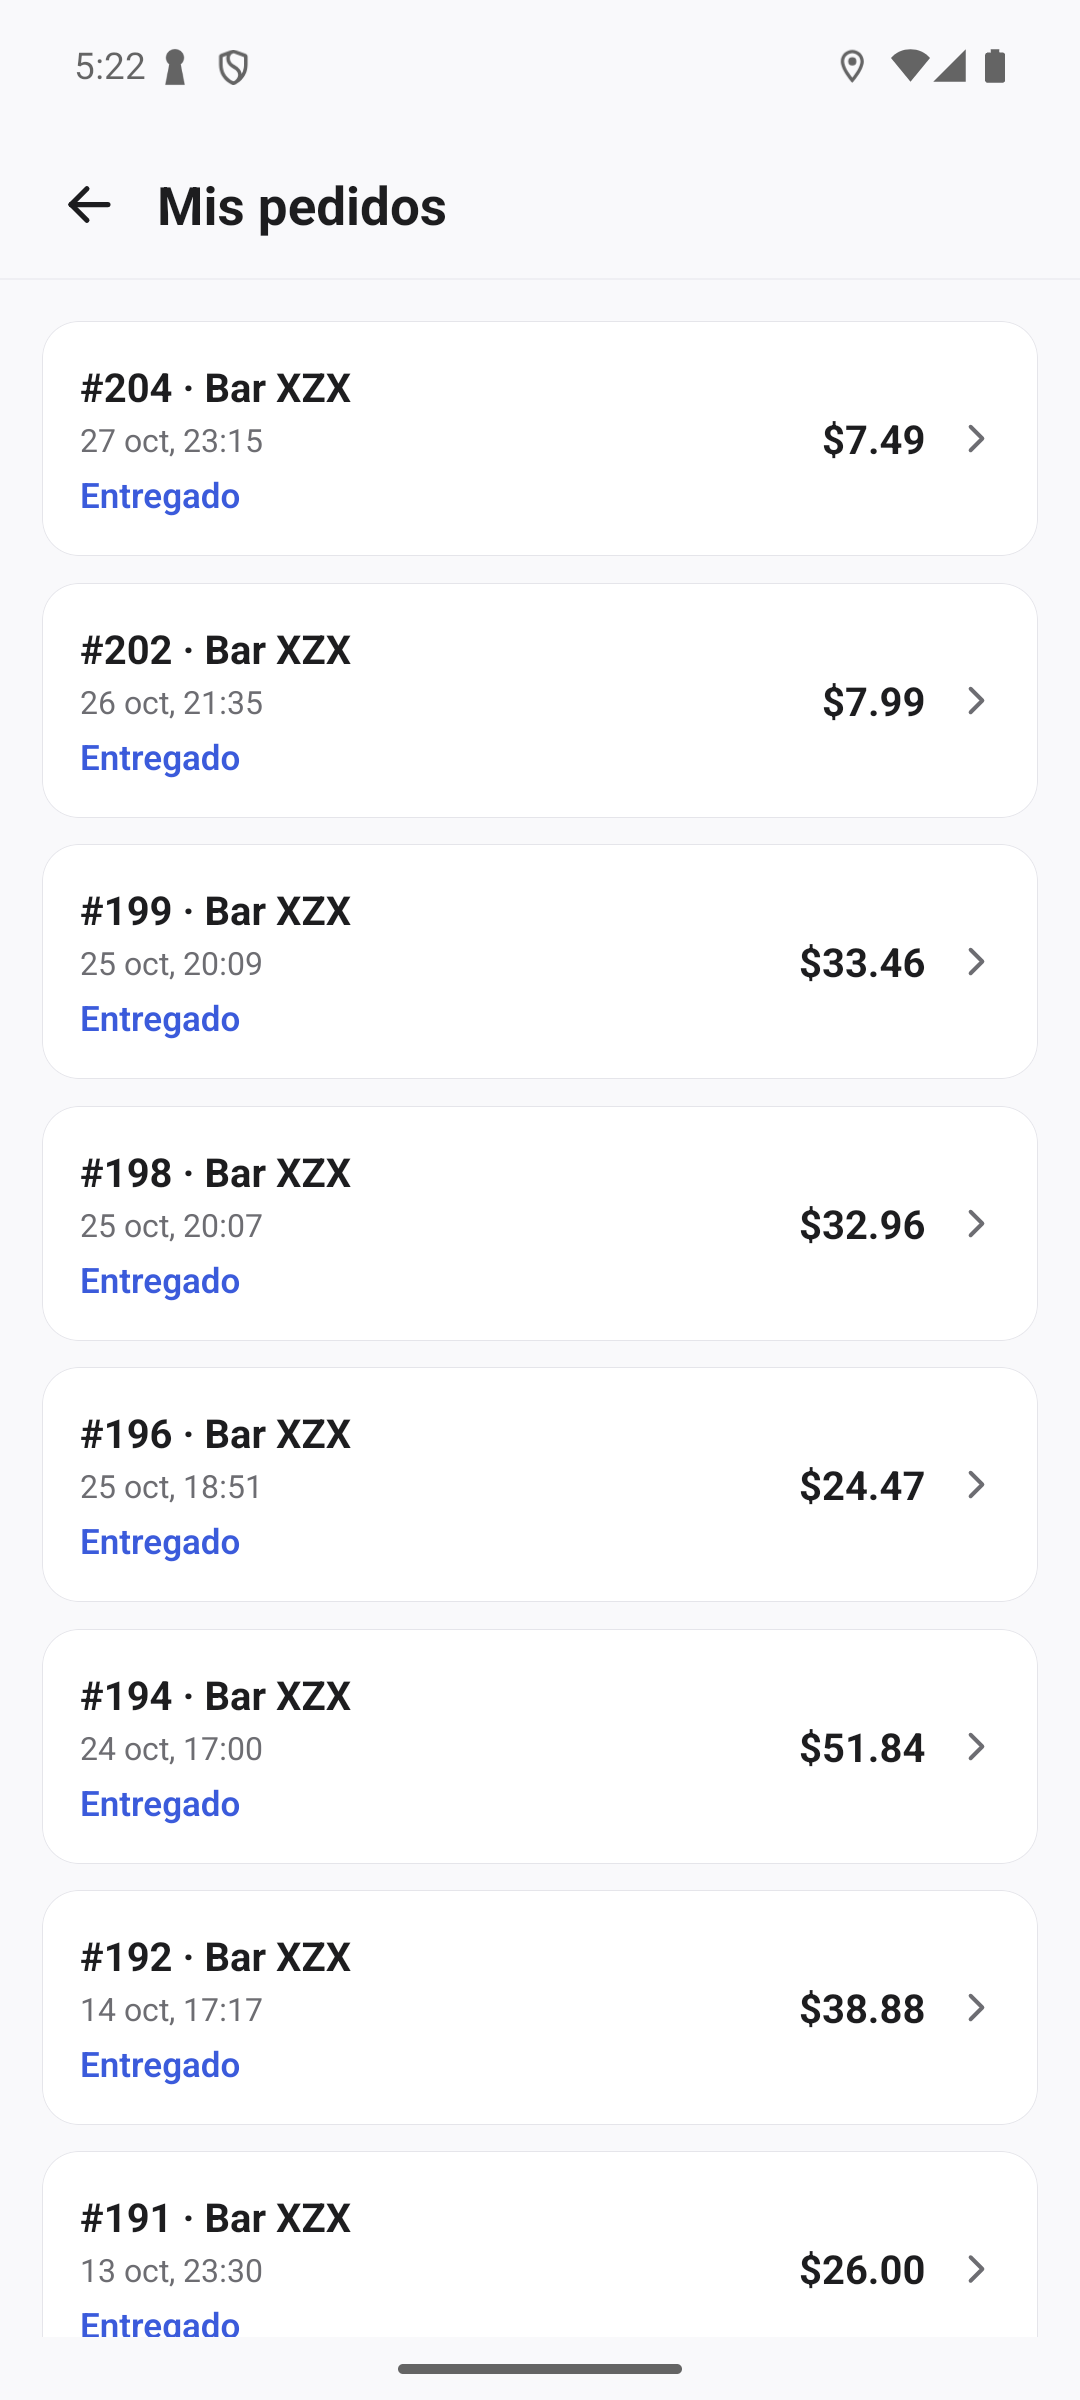 5:22
Mis pedidos
#204 · Bar XZX
27 oct, 23:15
$7.49
Entregado
#202 · Bar XZX
26 oct, 21:35
$7.99
Entregado
#199 · Bar XZX
25 oct, 20:09
$33.46
Entregado
#198 · Bar XZX
25 oct, 20:07
$32.96
Entregado
#196 · Bar XZX
25 oct, 18:51
$24.47
Entregado
#194 · Bar XZX
24 oct, 17:00
$51.84
Entregado
#192 · Bar XZX
14 oct, 17:17
$38.88
Entregado
#191 · Bar XZX
13 oct, 23:30
$26.00
Entregado